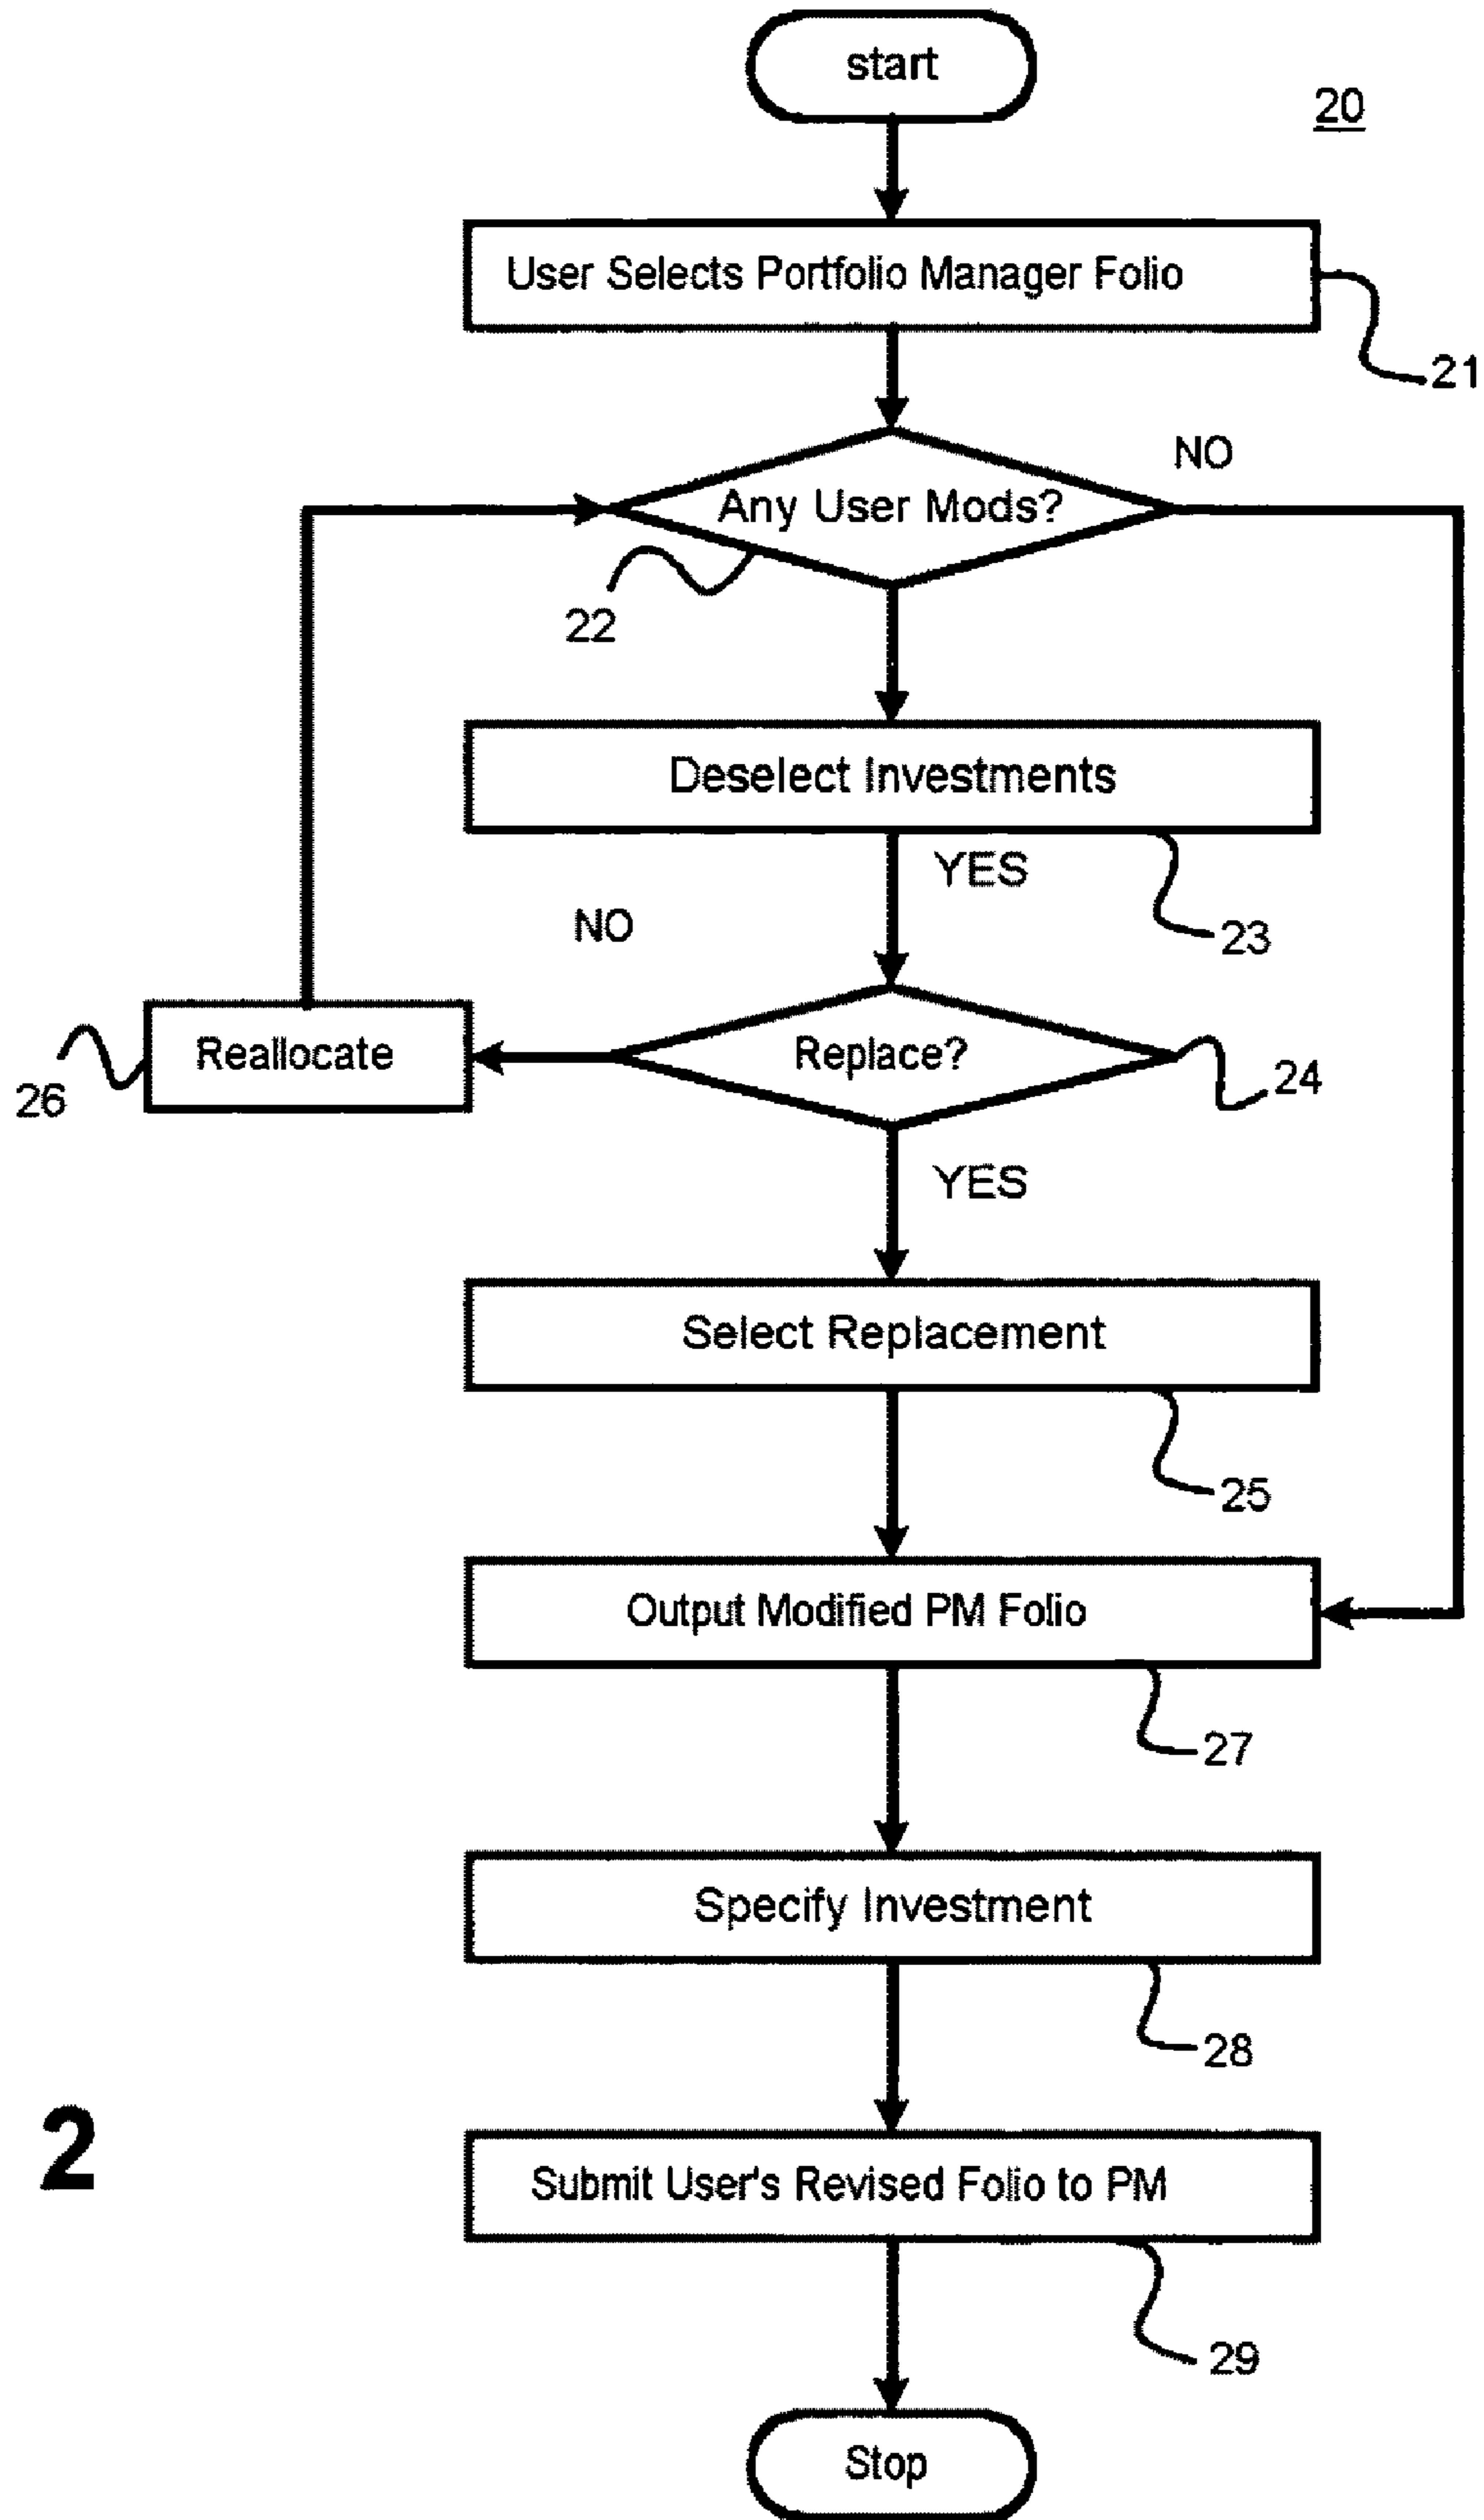 start
20
User Selects Portfolio Manager Folio
21
NO
Any User Mods?
22
Deselect Investments
YES
23
NO
Reallocate
Replace?
24
26
YES
Select Replacement
25
Output Modified PM Folio
27
Specify Investment
28
2
Submit User's Revised Folio to PM
29
Stop